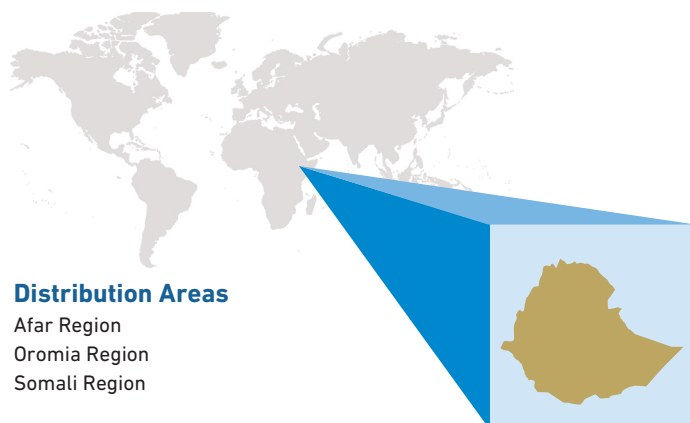 Distribution Areas
Afar Region
Oromia Region
Somali Region